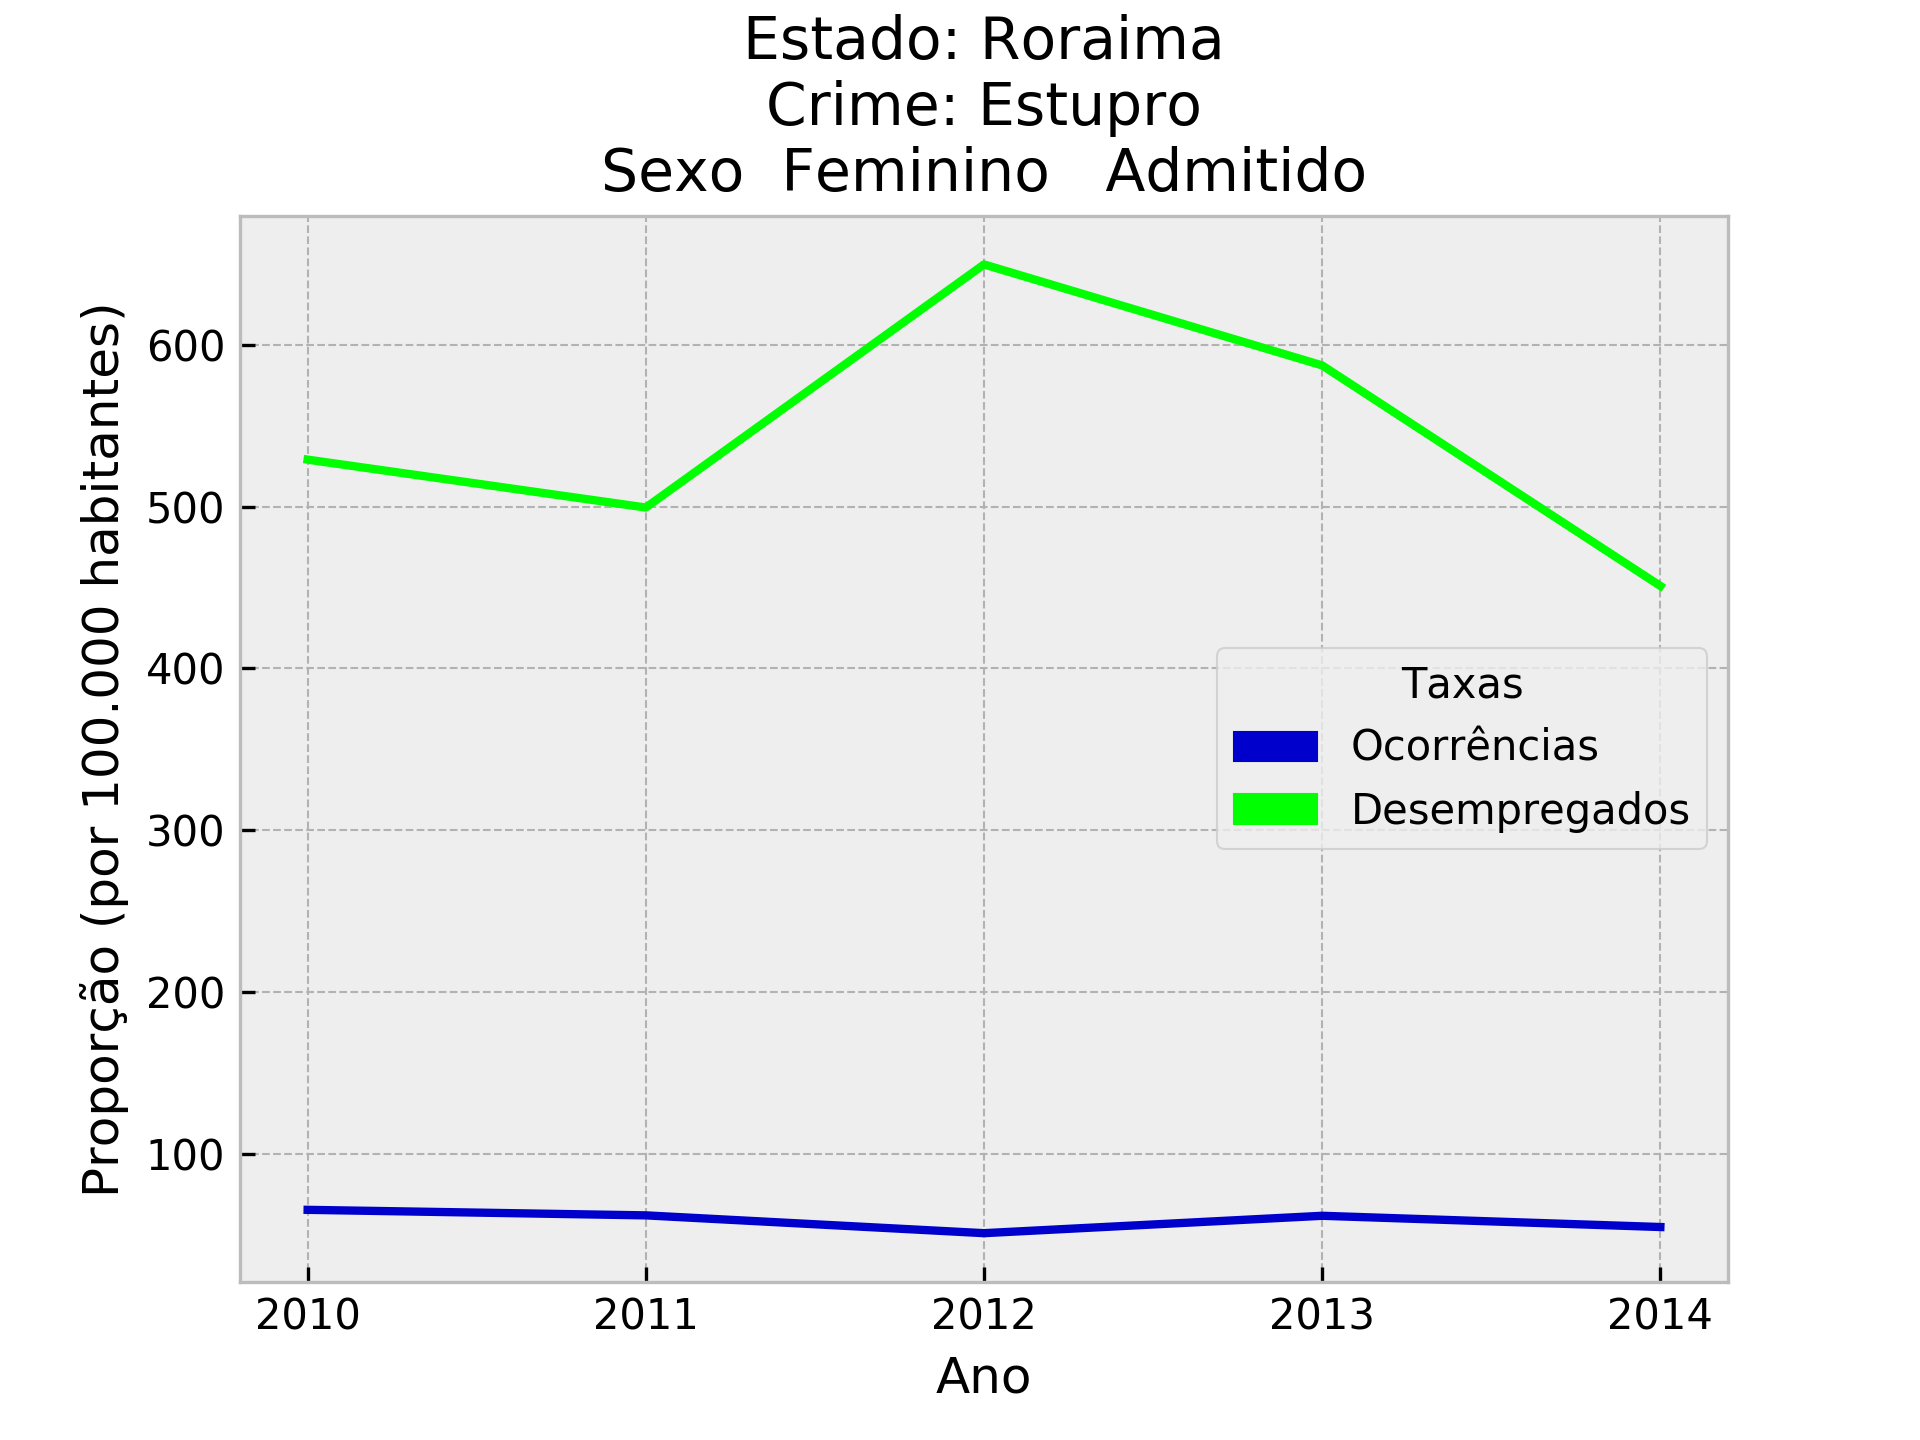 Estado: Roraima
Crime: Estupro
Sexo  Feminino   Admitido
Proporção (por 100.000 habitantes)
600
500
400
300
200
100
Taxas
Ocorrências
Desempregados
2010 2011 2012 2013 2014
Ano